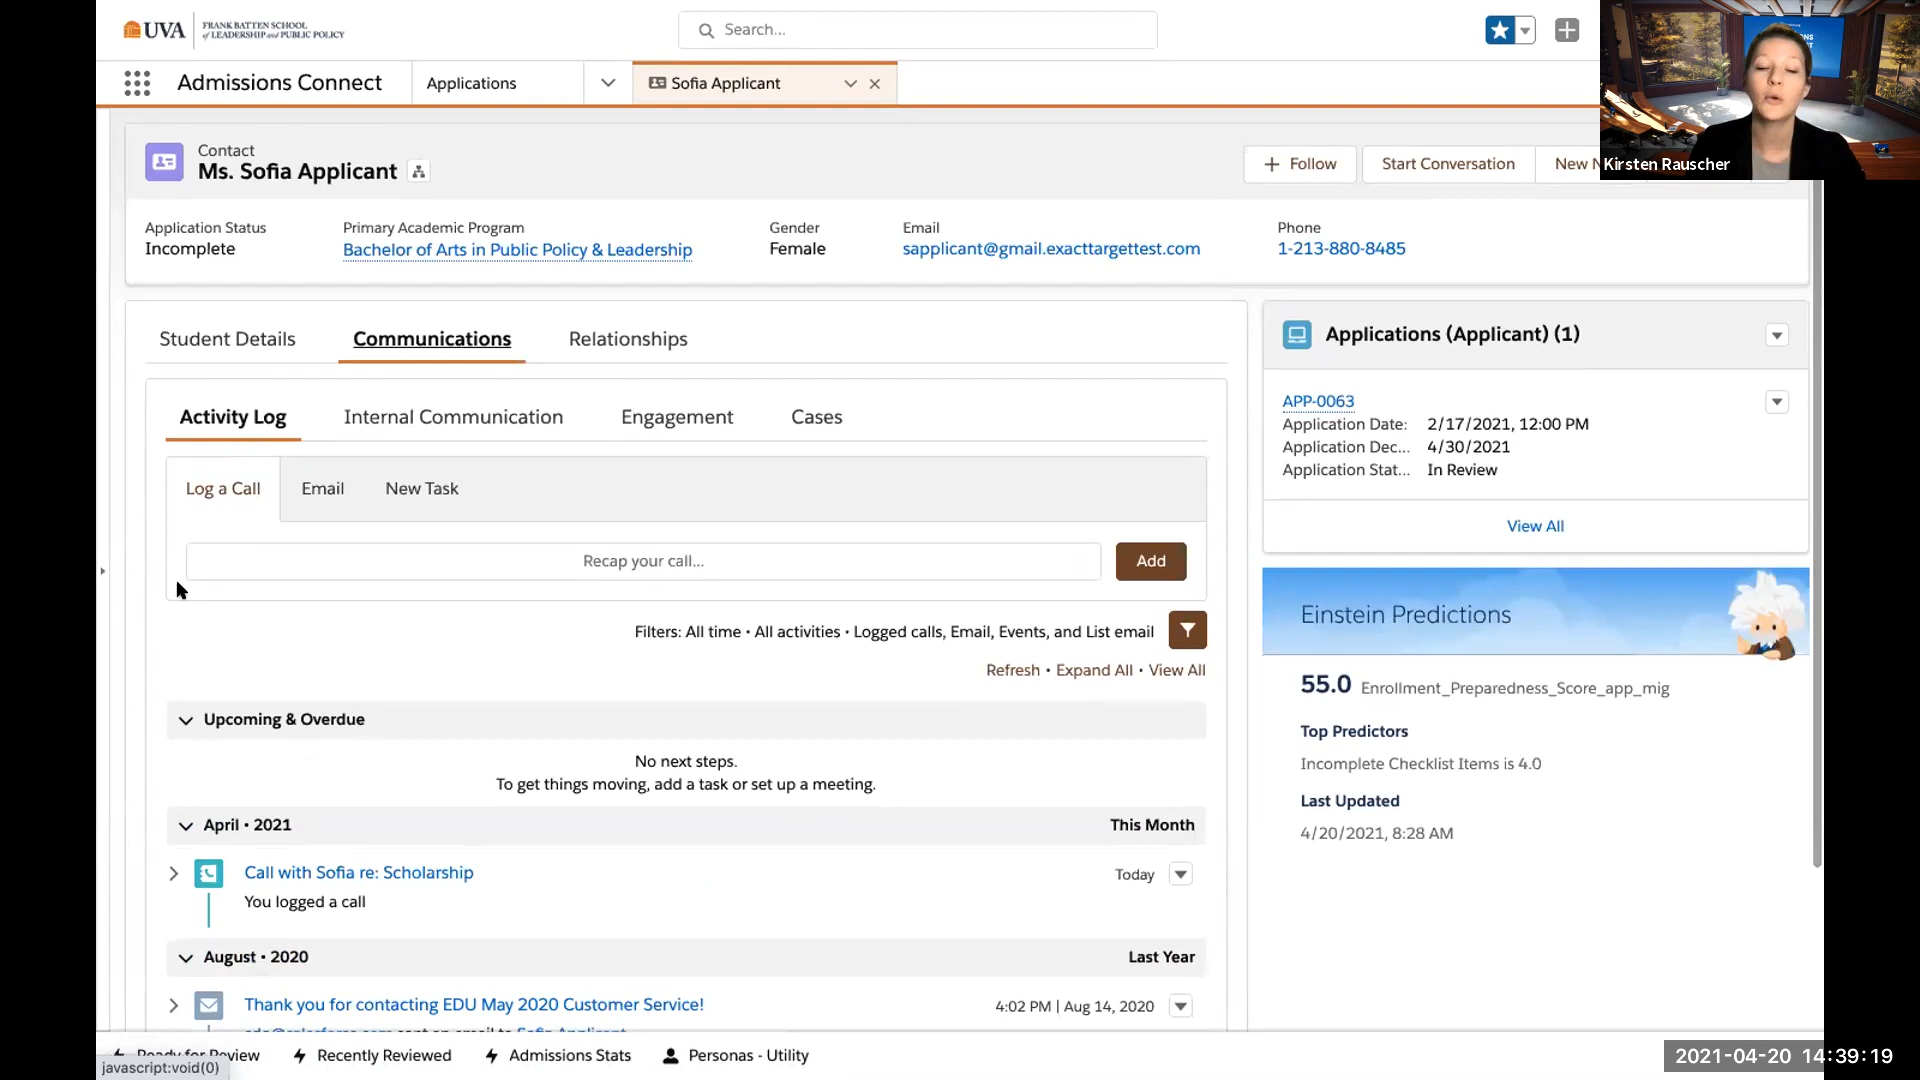 UVA
FRANK BATTEN SCHOOL
of LEADERSHIP and PUBLIC POLICY
Search...
Admissions Connect
Applications
Sofia Applicant
Kirsten Rauscher
Contact
Ms. Sofia Applicant
Follow
Start Conversation
New
Application Status
Primary Academic Program
Gender
Email
Phone
Incomplete
Bachelor of Arts in Public Policy & Leadership
Female
sapplicant@gmail.exacttargettest.com
1-213-880-8485
Student Details
Communications
Relationships
Activity Log
Internal Communication
Engagement
Cases
Log a Call
Email
New Task
Recap your call...
Add
Filters: All time • All activities • Logged calls, Email, Events, and List email
Refresh • Expand All • View All
Upcoming & Overdue
No next steps.
To get things moving, add a task or set up a meeting.
April • 2021
This Month
Call with Sofia re: Scholarship
Today
You logged a call
August • 2020
Last Year
Thank you for contacting EDU May 2020 Customer Service!
4:02 PM | Aug 14, 2020
Applications (Applicant) (1)
APP-0063
Application Date: 2/17/2021, 12:00 PM
Application Dec... 4/30/2021
Application Stat... In Review
View All
Einstein Predictions
55.0 Enrollment_Preparedness_Score_app_mig
Top Predictors
Incomplete Checklist Items is 4.0
Last Updated
4/20/2021, 8:28 AM
Ready for Review
Recently Reviewed
Admissions Stats
Personas - Utility
javascript:void(0)
2021-04-20 14:39:19